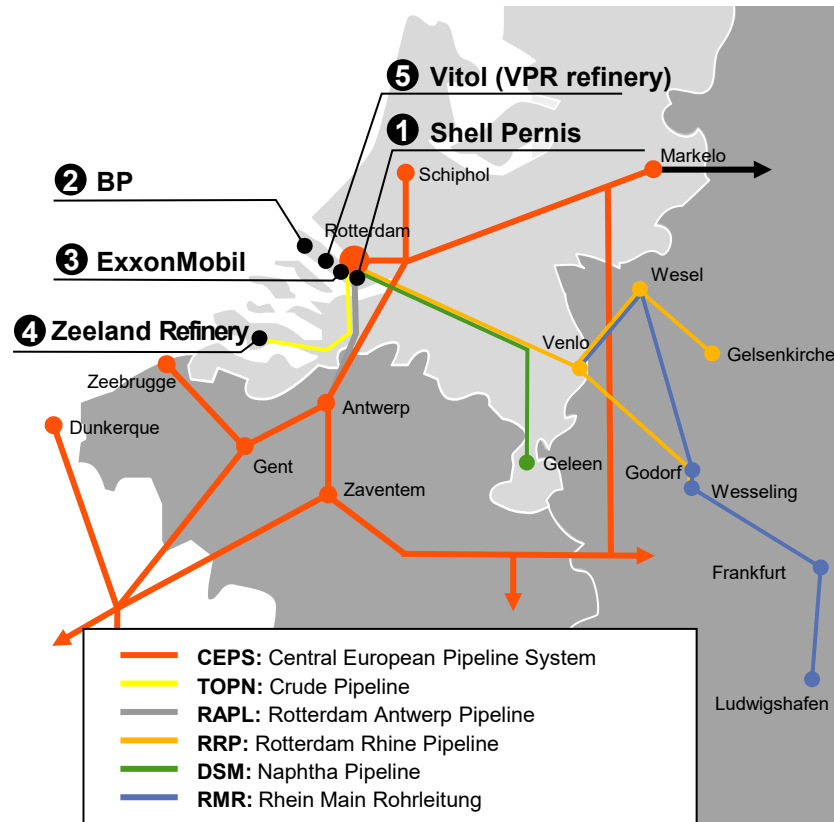 5 Vitol (VPR refinery)
1 Shell Pernis
Markelo
Schiphol
2 BP
Rotterdam
3 ExxonMobil
Wesel
4 Zeeland Refinery
Venlo
Gelsenkirche
Zeebrugge
Antwerp
Dunkerque
Gent
Geleen
Godorf
Zaventem
Wesseling
Frankfurt
Ludwigshafen
CEPS: Central European Pipeline System
TOPN: Crude Pipeline
RAPL: Rotterdam Antwerp Pipeline
RRP: Rotterdam Rhine Pipeline
DSM: Naphtha Pipeline
RMR: Rhein Main Rohrleitung